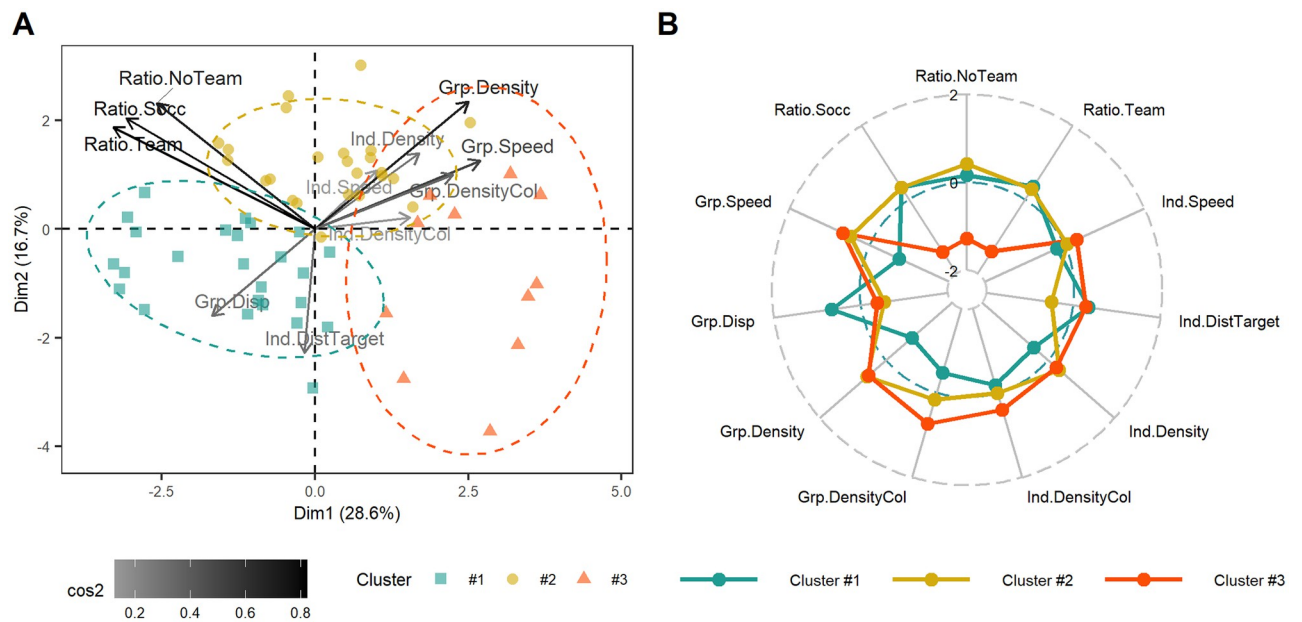 A
B
Ratio.NoTeam
Ratio.Socc
Ratio.Team
Grp.Density
Ind.Density
Grp.Speed
Ind.Speed
Grp.DensityCol
Ind.DensityCol
Grp.Disp
Ind.DistTarget
2
0
-2
-4
Dim2 (16.7%)
-2.5
0.0
2.5
5.0
Dim1 (28.6%)
cos2
0.2
0.4
0.6
0.8
Cluster
#1
#2
#3
Ratio.NoTeam
Ratio.Socc
Ratio.Team
2
0
-2
Grp.Speed
Ind.Speed
Grp.Disp
Ind.DistTarget
Grp.Density
Ind.Density
Grp.DensityCol
Ind.DensityCol
Cluster #1
Cluster #2
Cluster #3